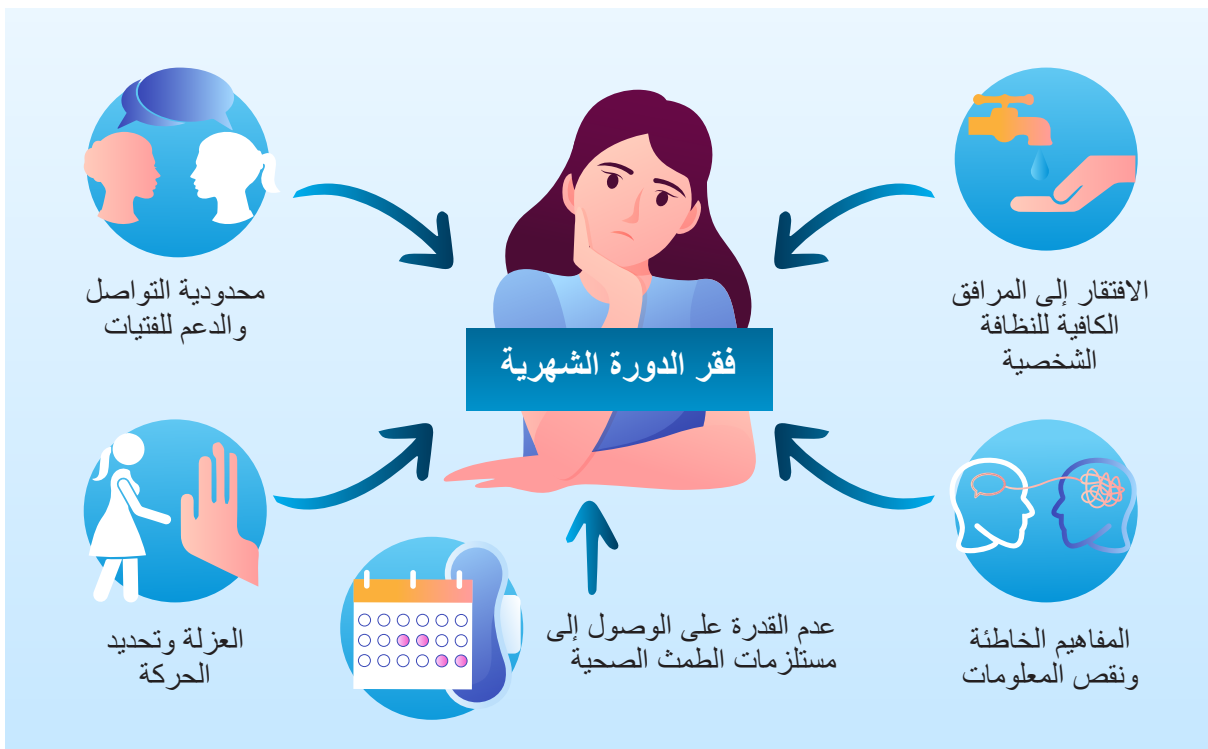 الافتقار إلى المرافق
الكافية للنظافة
الشخصية
محدودية التواصل
والدعم للفتيات
فقر الدورة الشهرية
المفاهيم الخاطئة
ونقص المعلومات
عدم القدرة على الوصول إلى
مستلزمات الطمث الصحية
العزلة وتحديد
الحركة